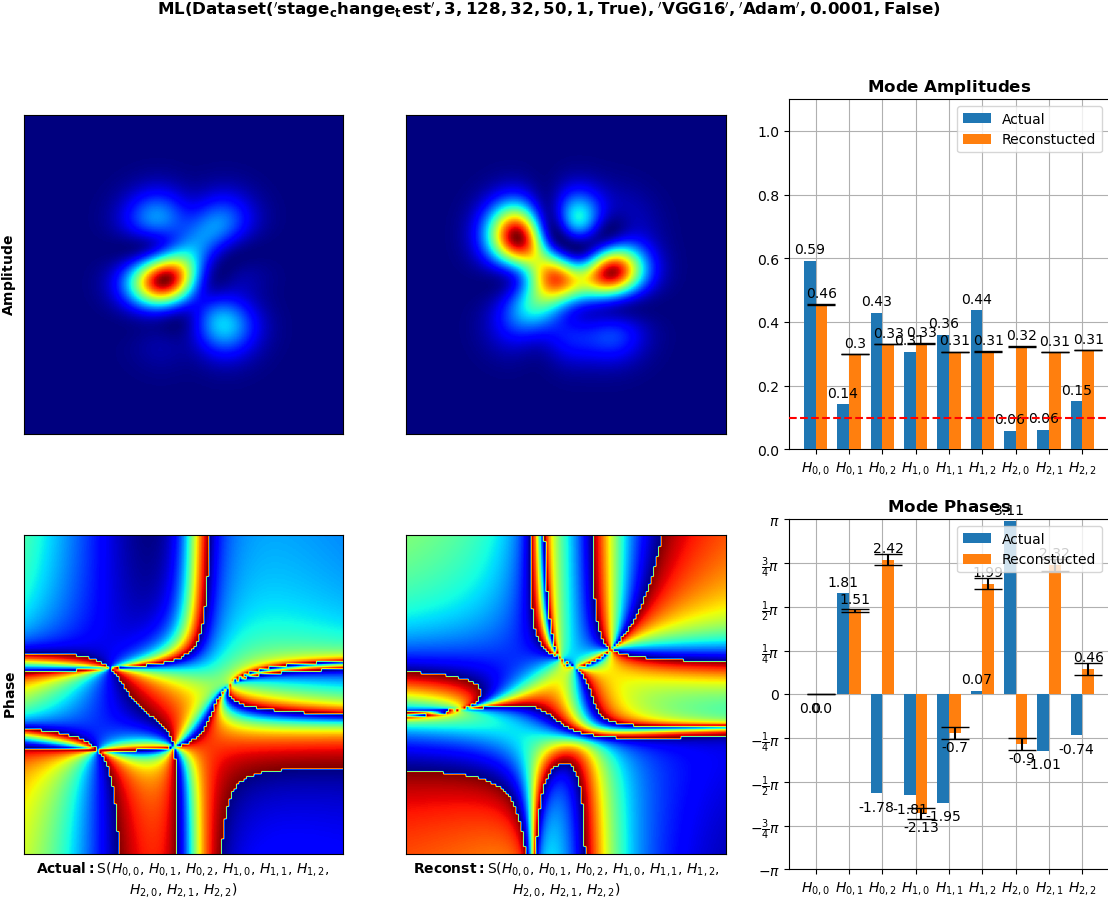 ML(Dataset('stage_change_test', 3, 128, 32, 50, 1, True), 'VGG16', 'Adam', 0.0001, False)
Amplitude
Mode Amplitudes
Actual
Reconstucted
1.0
0.8
0.6
0.4
0.2
0.0
0.59
0.46
0.14
0.3
0.43
0.33
0.31
0.33
0.36
0.31
0.44
0.31
0.06
0.32
0.06
0.31
0.15
0.31
H0,0 H0,1 H0,2 H1,0 H1,1 H1,2 H2,0 H2,1 H2,2
Phase
Mode Phases
Actual
Reconstucted
π
3/4π
1/2π
1/4π
0
−1/4π
−1/2π
−3/4π
−π
0.0
0.0
1.81
1.51
-1.78
2.42
-1.81
-2.13
-1.95
-0.7
0.07
1.99
3.11
-0.9
-1.01
2.32
-0.74
0.46
H0,0 H0,1 H0,2 H1,0 H1,1 H1,2 H2,0 H2,1 H2,2
Actual: S(H0,0, H0,1, H0,2, H1,0, H1,1, H1,2,
H2,0, H2,1, H2,2)
Reconst: S(H0,0, H0,1, H0,2, H1,0, H1,1, H1,2,
H2,0, H2,1, H2,2)